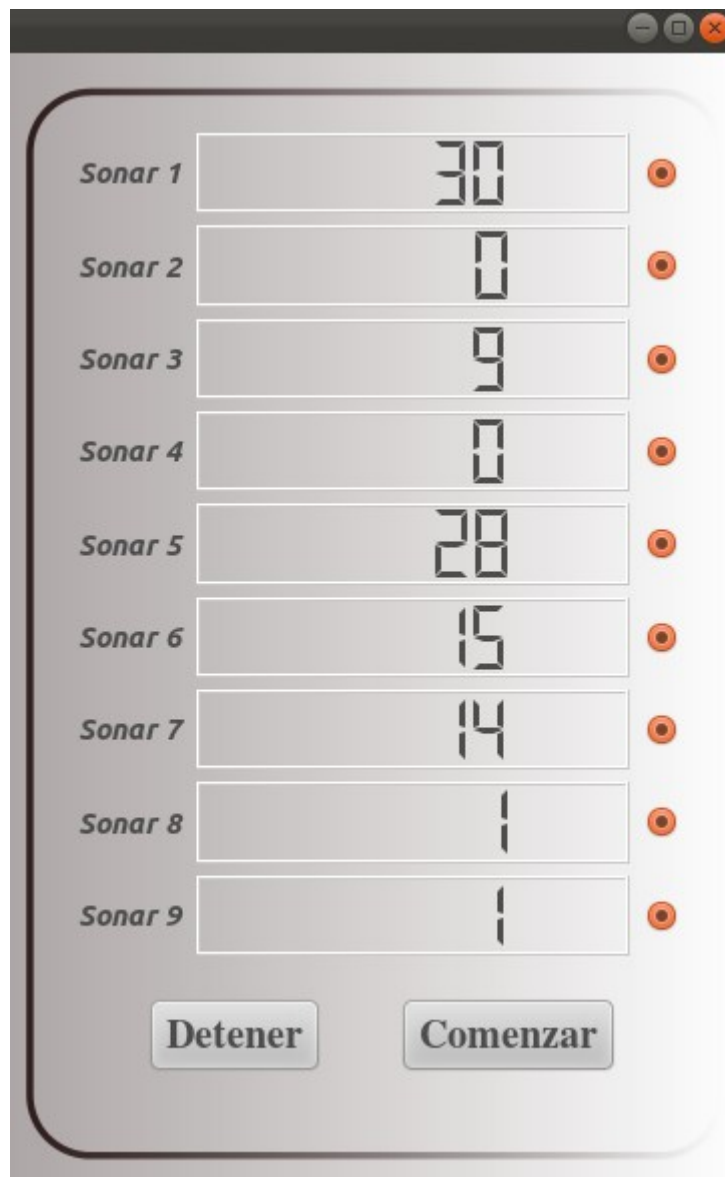 Sonar 1 30
Sonar 2 0
Sonar 3 9
Sonar 4 0
Sonar 5 28
Sonar 6 15
Sonar 7 14
Sonar 8 1
Sonar 9 1
Detener Comenzar